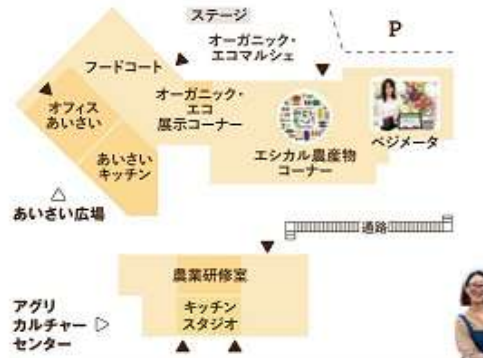 ステージ
オーガニック・
エコマルシェ
P
フードコート
オーガニック・
エコ
展示コーナー
オフィス
あいさい
あいさい
キッチン
エシカル農産物
コーナー
ベジメータ
あいさい広場
通路
農業研修室
キッチン
スタジオ
アグリ
カルチャー
センター